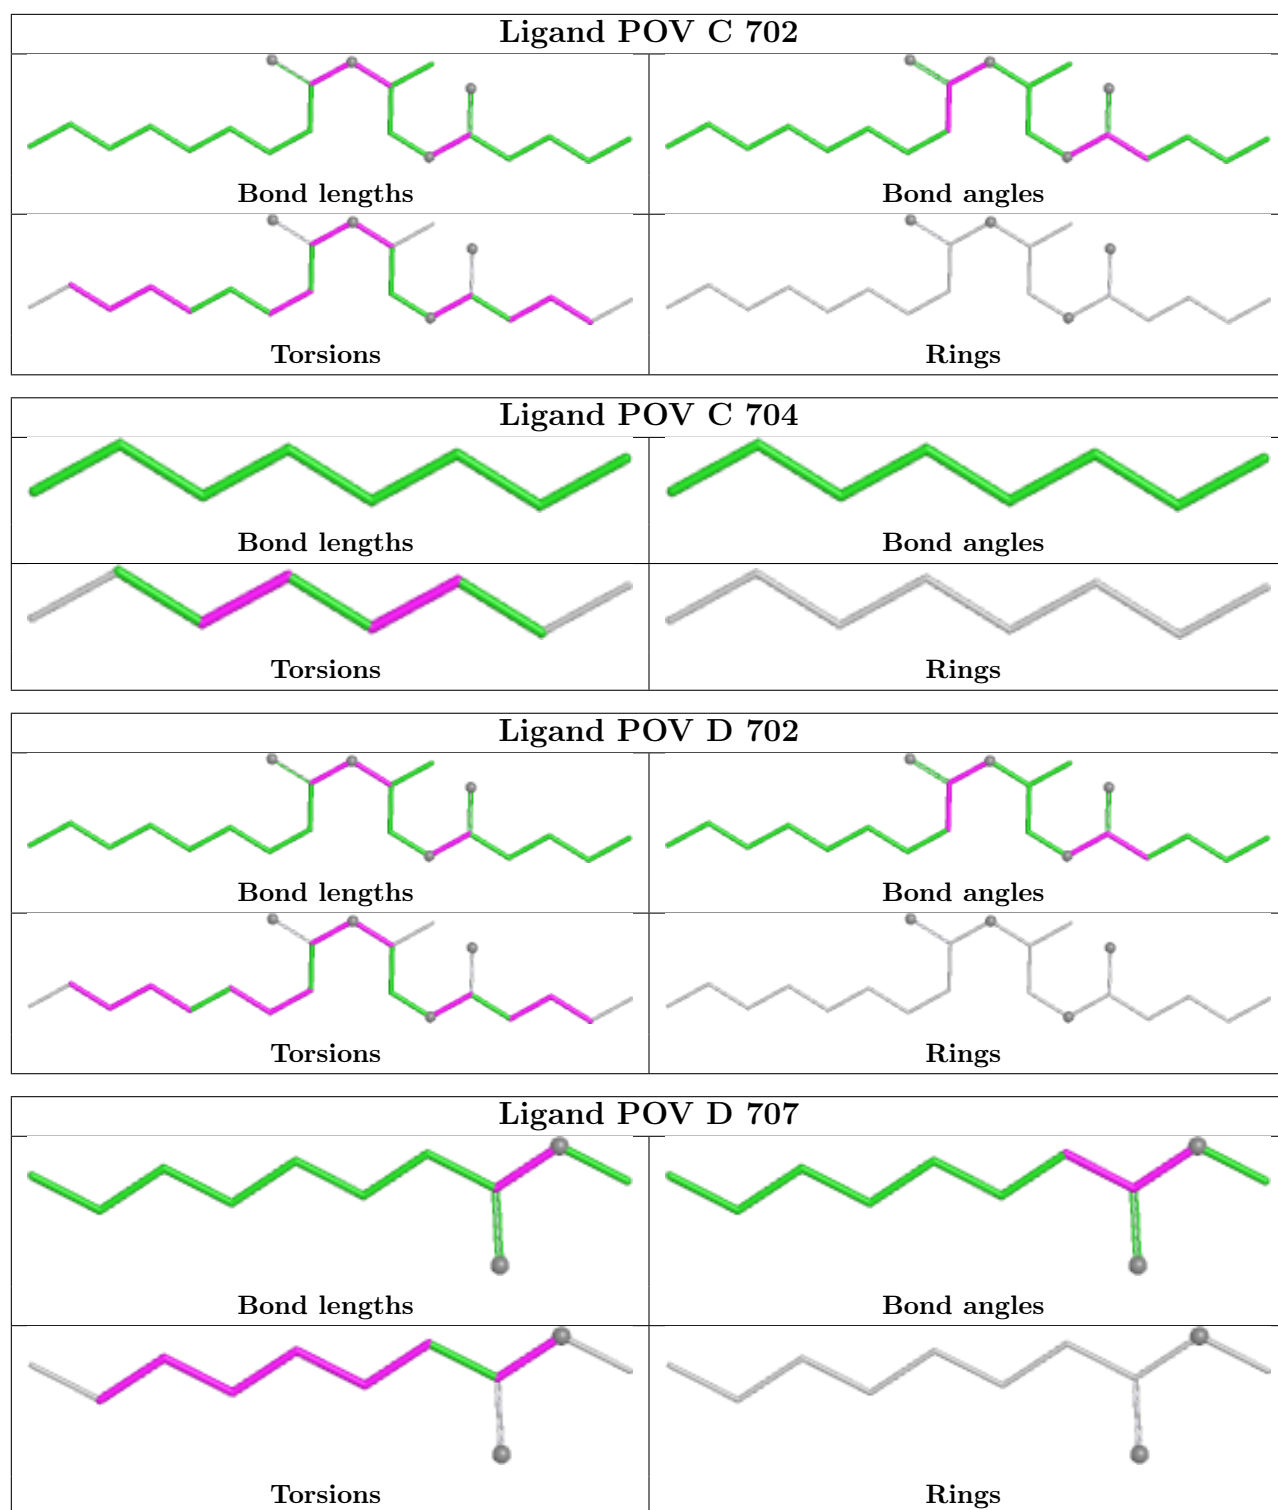 Ligand POV C 702
Bond lengths
Bond angles
Torsions
Rings
Ligand POV C 704
Bond lengths
Bond angles
Torsions
Rings
Ligand POV D 702
Bond lengths
Bond angles
Torsions
Rings
Ligand POV D 707
Bond lengths
Bond angles
Torsions
Rings